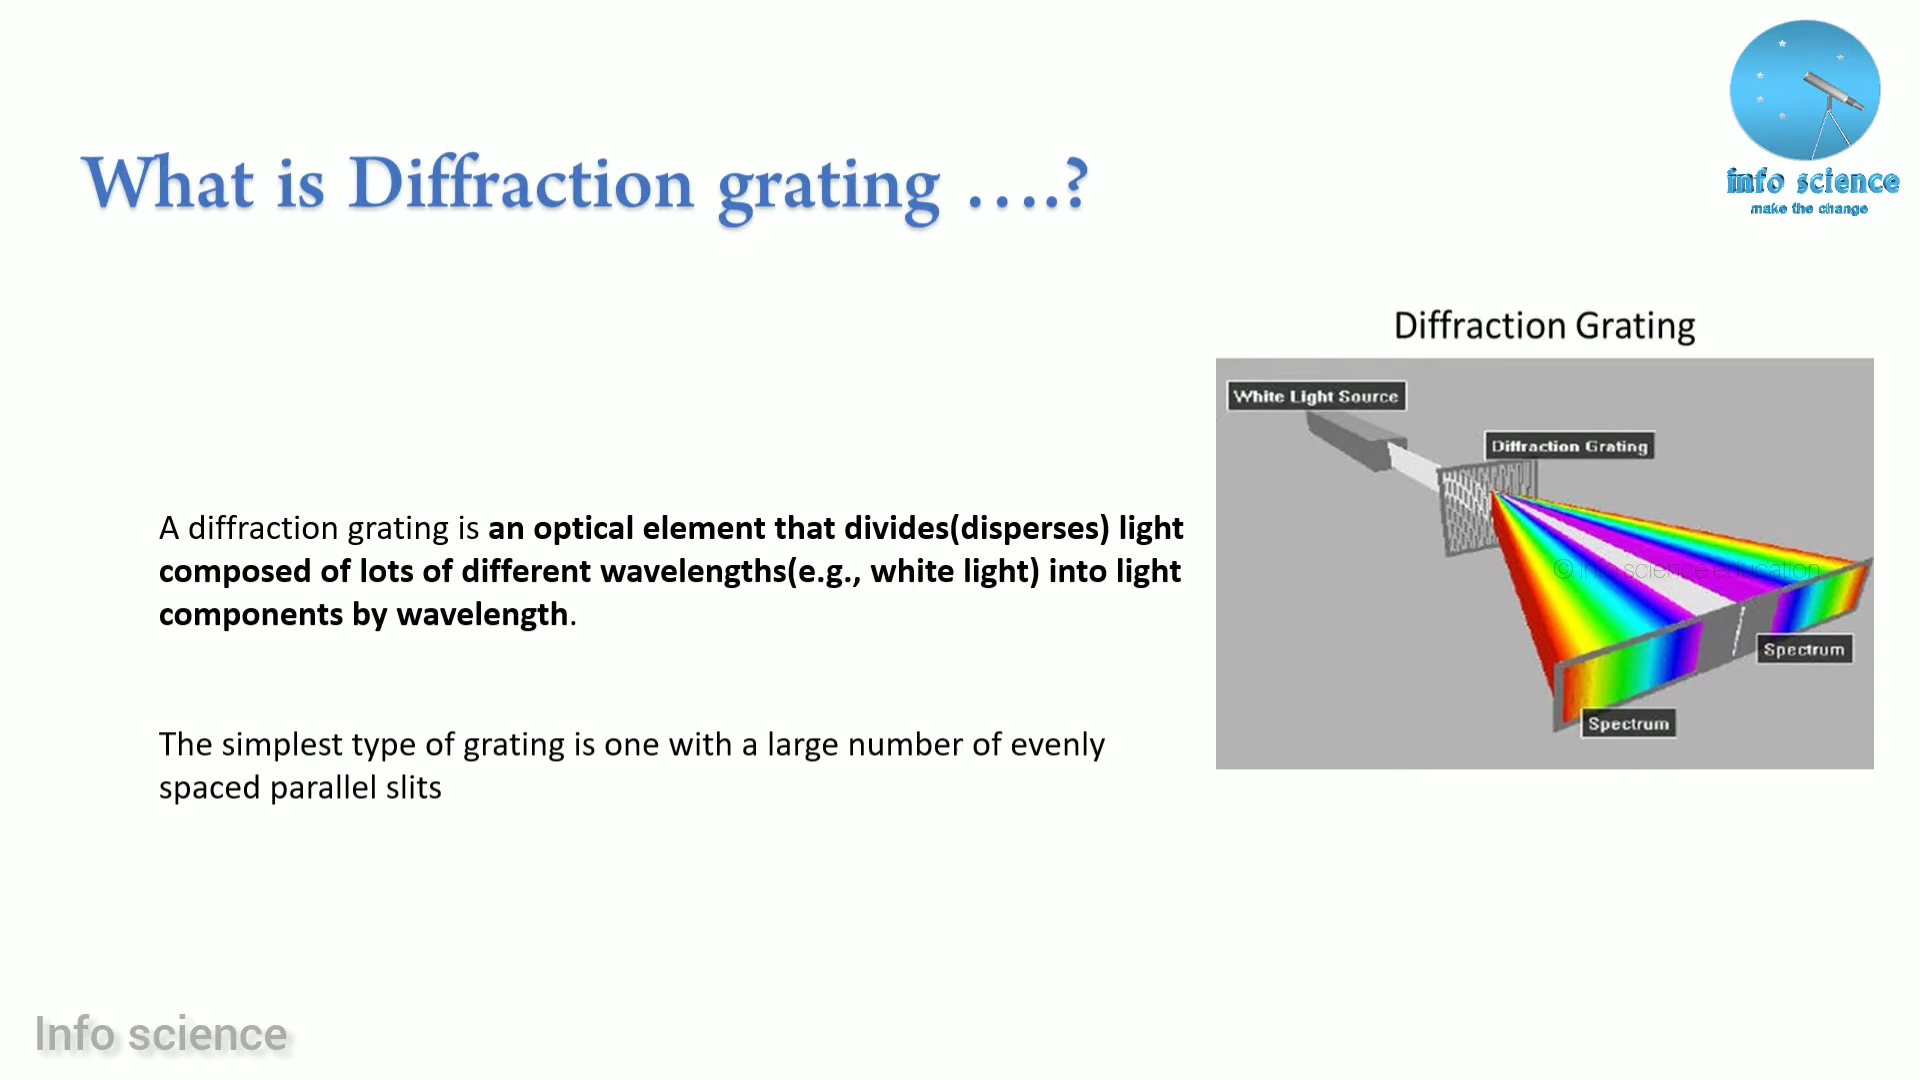 info science
make the change
What is Diffraction grating ....?
Diffraction Grating
White Light Source
Diffraction Grating
© info science education
Spectrum
Spectrum
A diffraction grating is an optical element that divides(disperses) light
composed of lots of different wavelengths(e.g., white light) into light
components by wavelength.
The simplest type of grating is one with a large number of evenly
spaced parallel slits
Info science